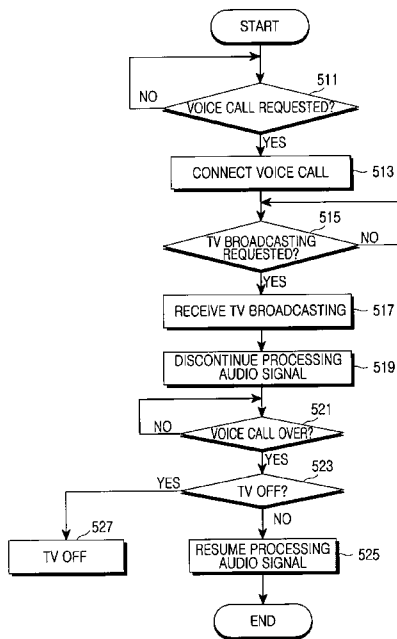 START
511
NO
VOICE CALL REQUESTED?
YES
CONNECT VOICE CALL
513
515
TV BROADCASTING
REQUESTED?
NO
YES
RECEIVE TV BROADCASTING
517
DISCONTINUE PROCESSING
AUDIO SIGNAL
519
521
NO
VOICE CALL OVER?
YES
523
YES
TV OFF?
527
NO
TV OFF
RESUME PROCESSING
AUDIO SIGNAL
525
END